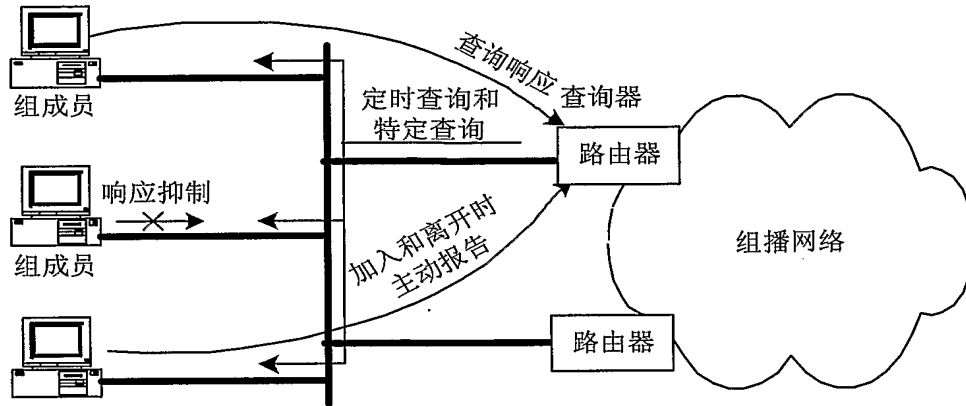 组成员
查询响应
查询器
定时查询和
特定查询
路由器
响应抑制
组成员
加入和离开时
主动报告
组播网络
路由器